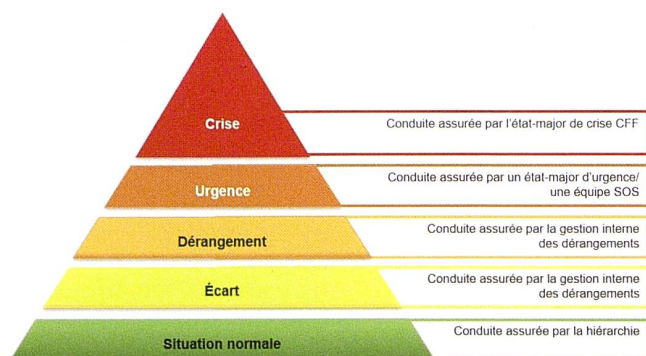 Crise
Conduite assurée par l'état-major de crise CFF
Urgence
Conduite assurée par un état-major d'urgence/
une équipe SOS
Dérangement
Conduite assurée par la gestion interne
des dérangements
Écart
Conduite assurée par la gestion interne
des dérangements
Situation normale
Conduite assurée par la hiérarchie